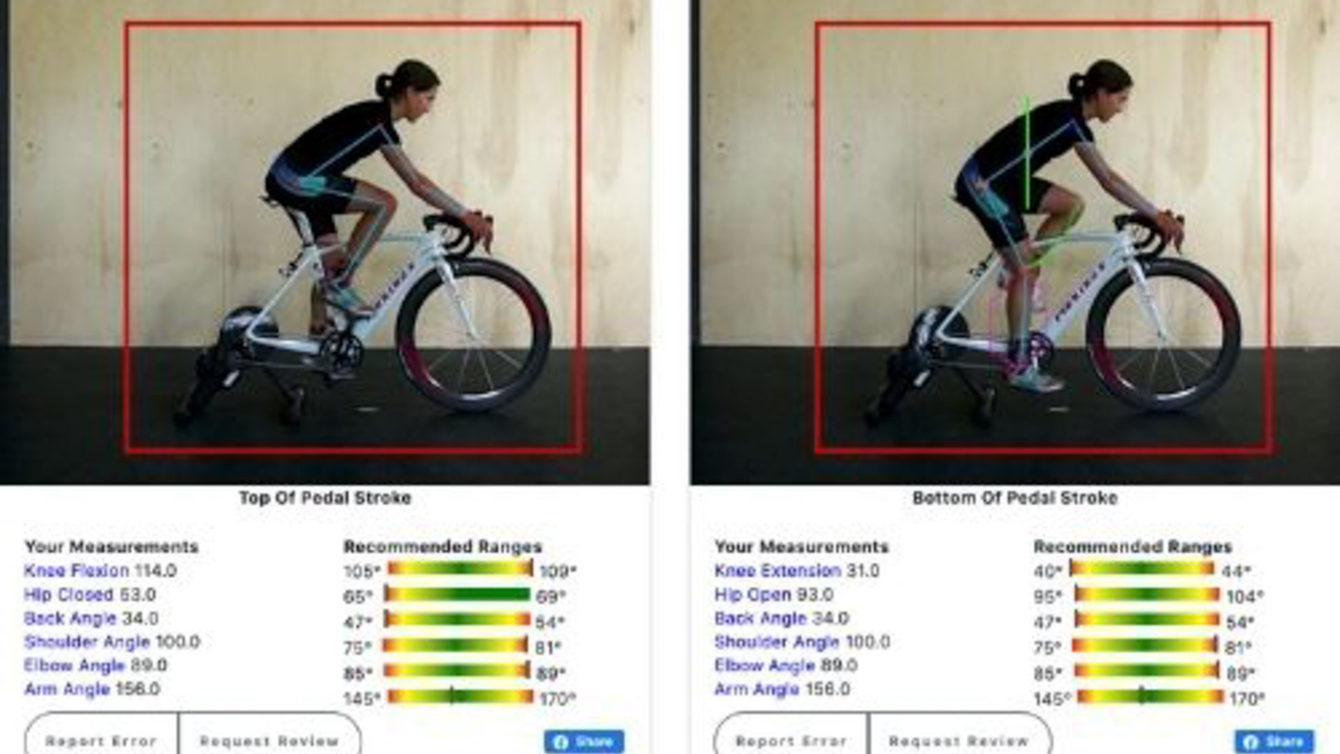 Top Of Pedal Stroke
Your Measurements
Recommended Ranges
Knee Flexion 114.0
105° 109°
Hip Closed 53.0
65° 69°
Back Angle 34.0
47° 54°
Shoulder Angle 100.0
75° 81°
Elbow Angle 89.0
85° 89°
Arm Angle 156.0
145° 170°
Report Error
Request Review
Share
Bottom Of Pedal Stroke
Your Measurements
Recommended Ranges
Knee Extension 31.0
40° 44°
Hip Open 93.0
95° 104°
Back Angle 34.0
47° 54°
Shoulder Angle 100.0
75° 81°
Elbow Angle 89.0
85° 89°
Arm Angle 156.0
145° 170°
Report Error
Request Review
Share